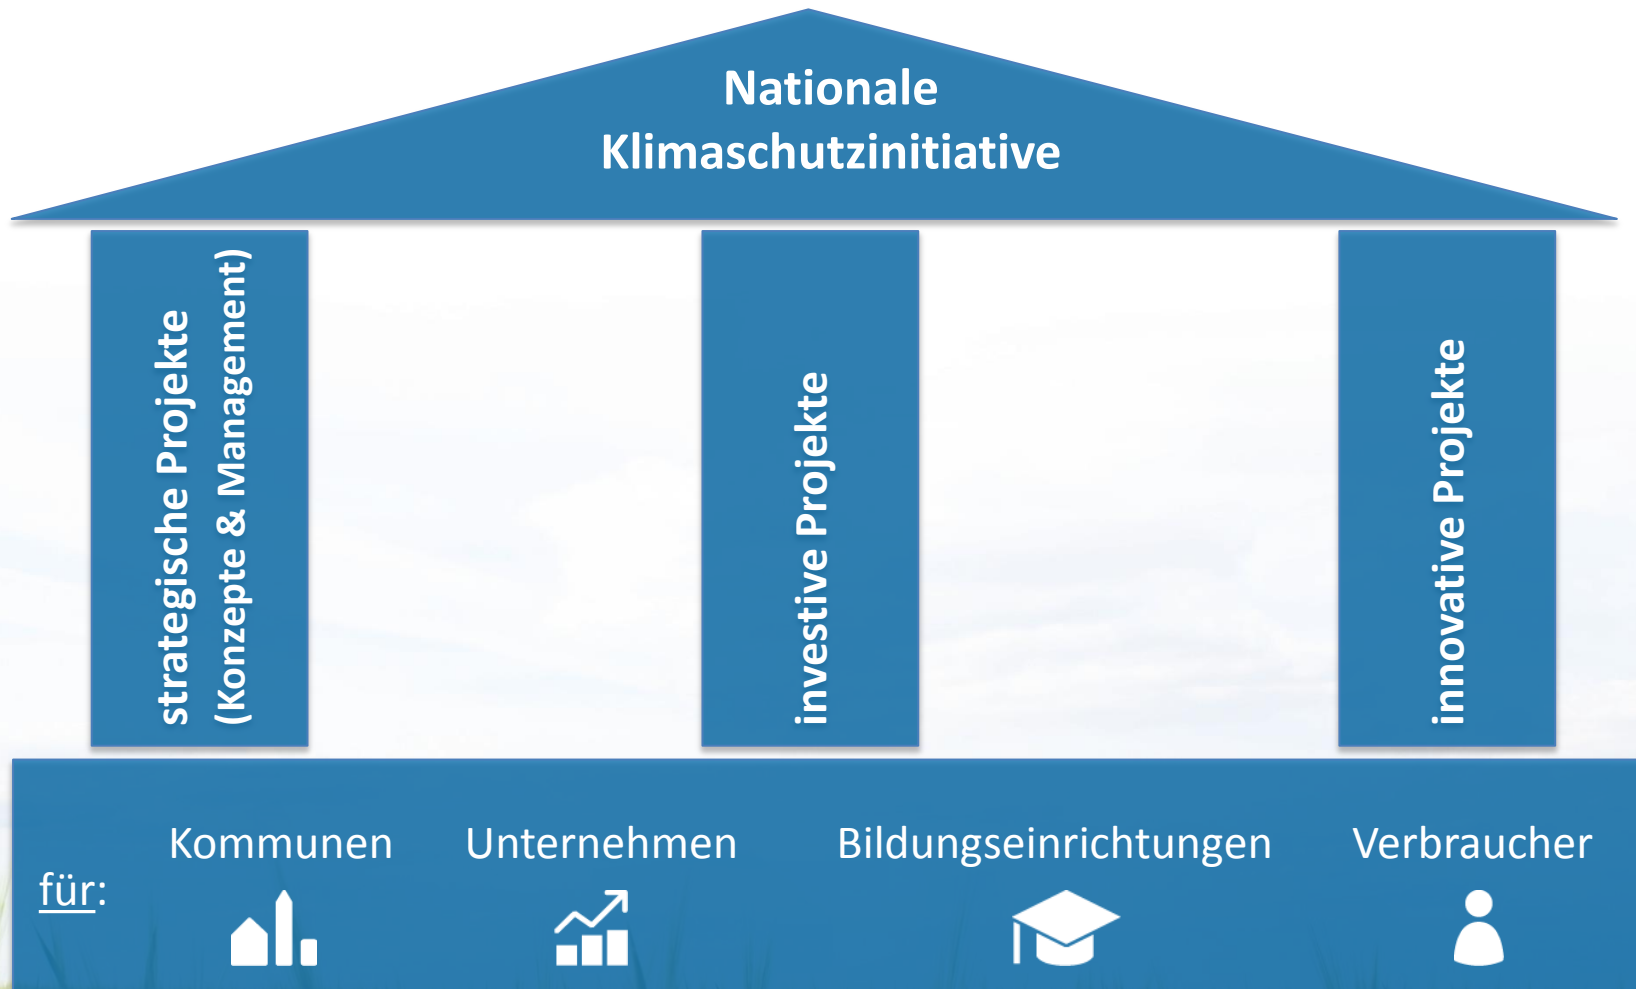 Nationale
Klimaschutzinitiative
strategische Projekte
(Konzepte & Management)
investive Projekte
innovative Projekte
für:
Kommunen
Unternehmen
Bildungseinrichtungen
Verbraucher